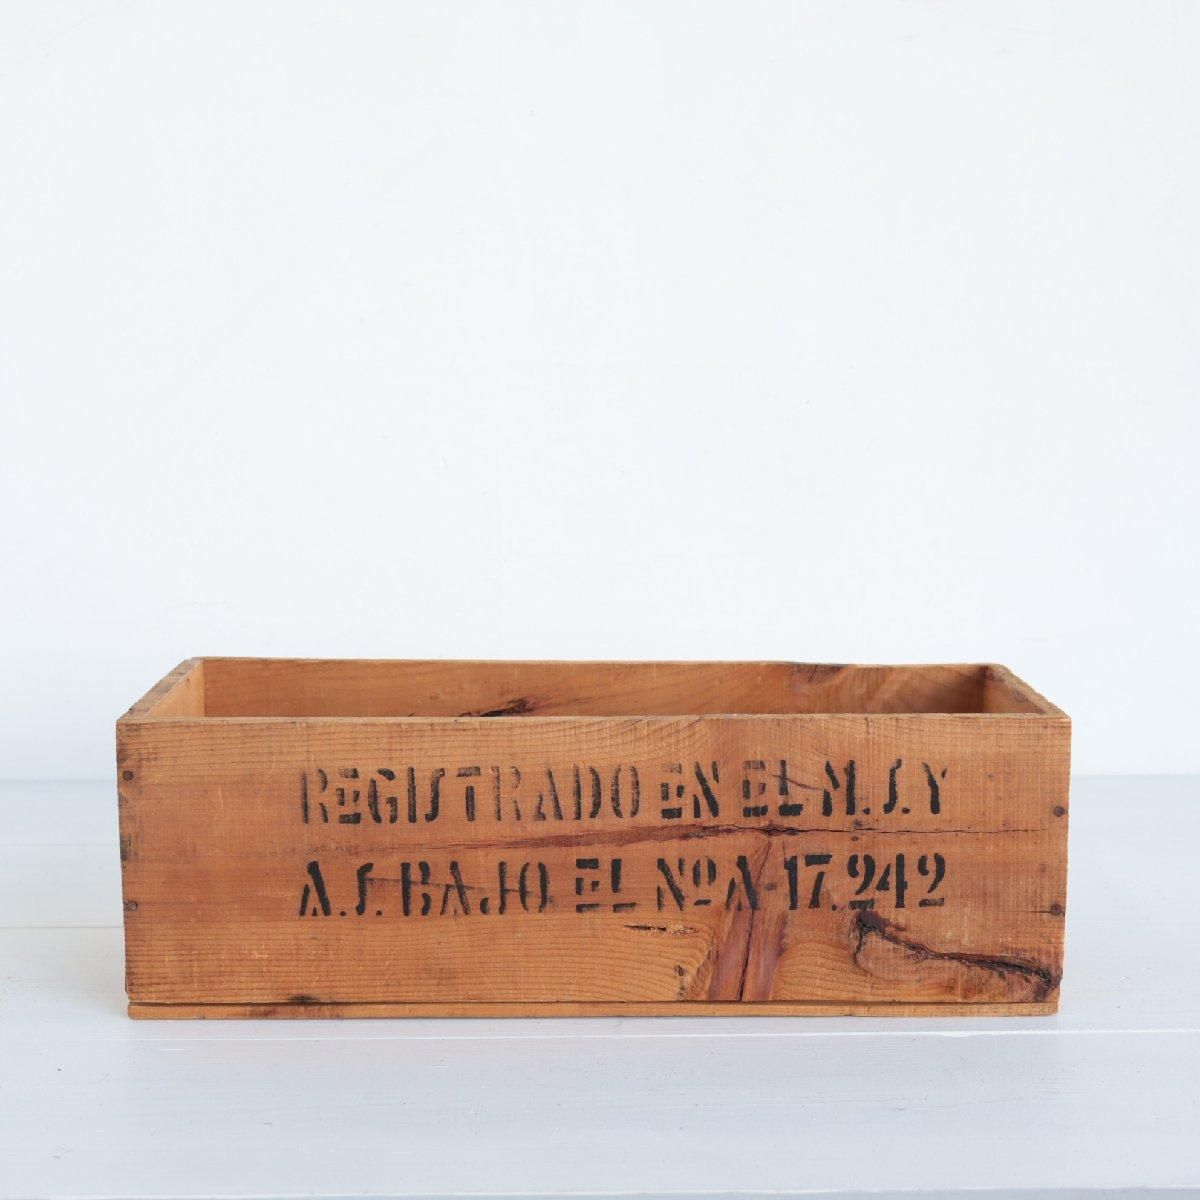 REGISTRADO EN EL M.S.Y
A.S.BAJO EL Nº A-17.242